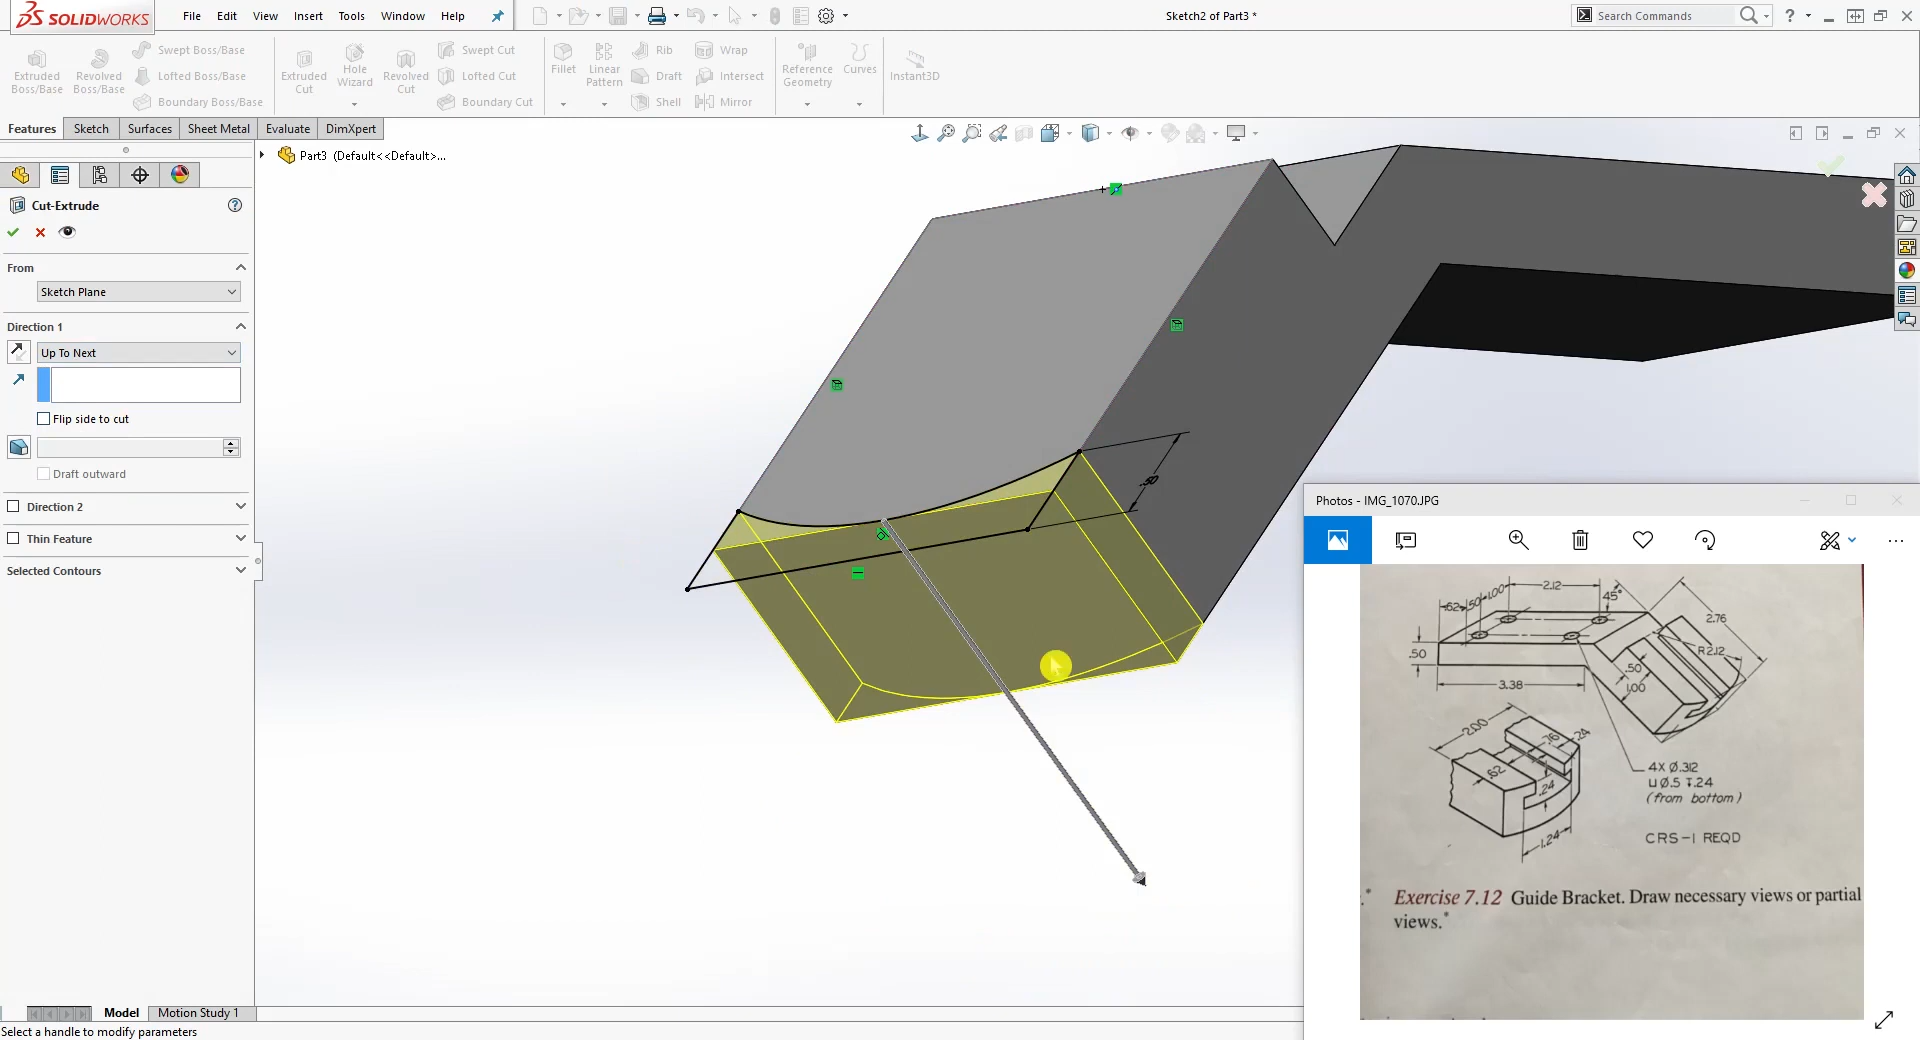 SOLIDWORKS
File Edit View Insert Tools Window Help
Sketch2 of Part3 *
Search Commands
Extruded Boss/Base
Revolved Boss/Base
Swept Boss/Base
Lofted Boss/Base
Boundary Boss/Base
Extruded Cut
Hole Wizard
Revolved Cut
Swept Cut
Lofted Cut
Boundary Cut
Fillet
Linear Pattern
Rib
Draft
Shell
Wrap
Intersect
Mirror
Reference Geometry
Curves
Instant3D
Features Sketch Surfaces Sheet Metal Evaluate DimXpert
Part3 (Default<<Default>...
Cut-Extrude
From
Sketch Plane
Direction 1
Up To Next
Flip side to cut
Draft outward
Direction 2
Thin Feature
Selected Contours
.50
Photos - IMG_1070.JPG
.62 .50 1.00 2.12 45°
2.76
.50
R2.12
.50
1.00
3.38
2.00
.76 .24
.62
.24
1.24
4X Ø.312
⊔Ø.5 ↧.24
(from bottom)
CRS-1 REQD
Exercise 7.12 Guide Bracket. Draw necessary views or partial
views.*
Model Motion Study 1
Select a handle to modify parameters